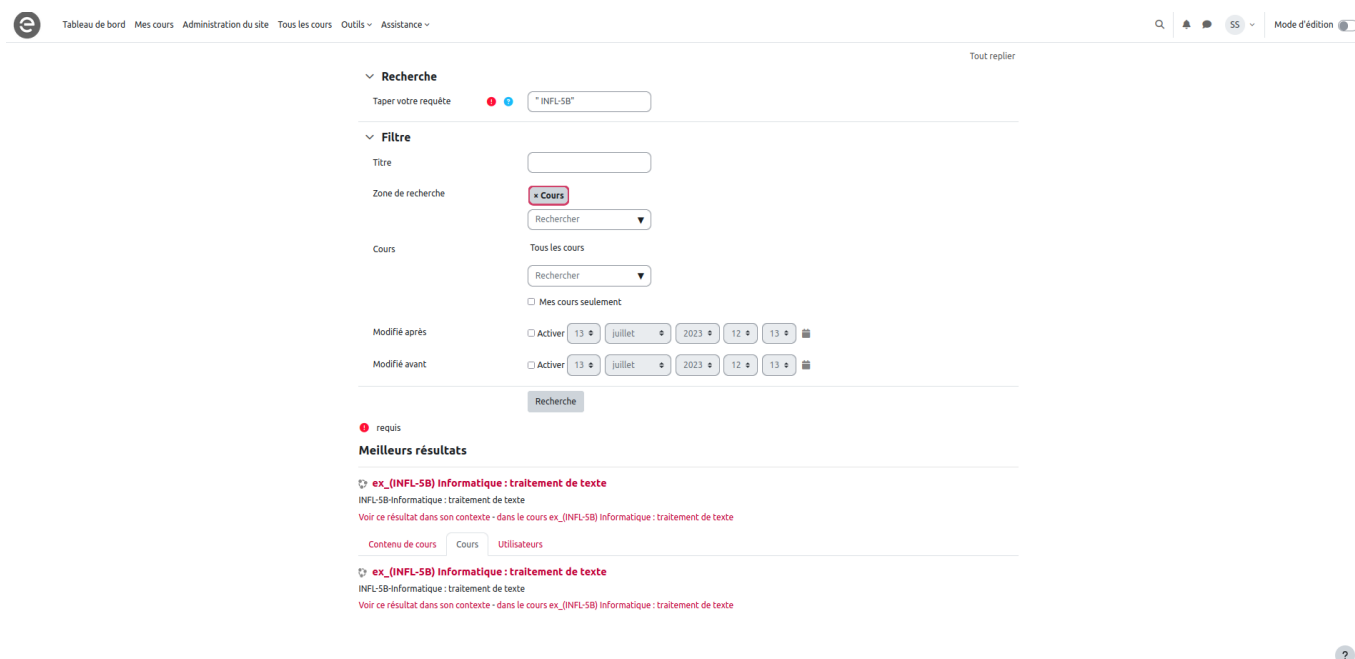 Tableau de bord Mes cours Administration du site Tous les cours Outils Assistance SS Mode d'édition
Tout replier
Recherche
Taper votre requête ! ? " INFL-5B"
Filtre
Titre
Zone de recherche × Cours
Rechercher ▼
Cours Tous les cours
Rechercher ▼
Mes cours seulement
Modifié après Activer 13 juillet 2023 12 13
Modifié avant Activer 13 juillet 2023 12 13
Recherche
! requis
Meilleurs résultats
ex_(INFL-5B) Informatique : traitement de texte
INFL-5B-Informatique : traitement de texte
Voir ce résultat dans son contexte - dans le cours ex_(INFL-5B) Informatique : traitement de texte
Contenu de cours Cours Utilisateurs
ex_(INFL-5B) Informatique : traitement de texte
INFL-5B-Informatique : traitement de texte
Voir ce résultat dans son contexte - dans le cours ex_(INFL-5B) Informatique : traitement de texte
?